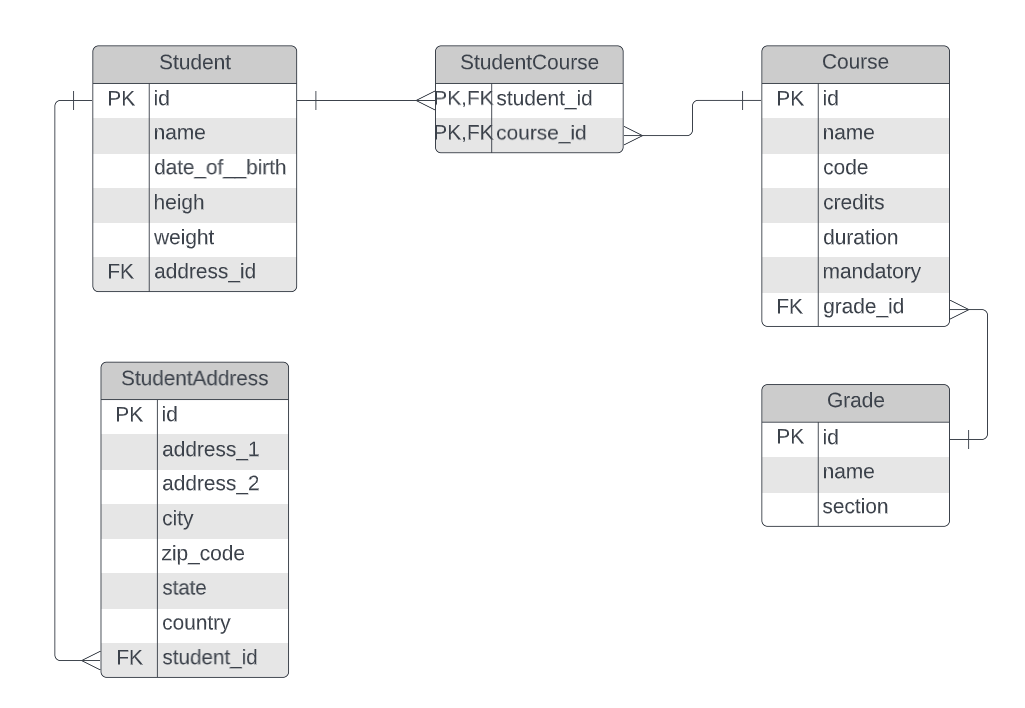 Student
PK id
name
date_of__birth
heigh
weight
FK address_id
StudentCourse
PK,FK student_id
PK,FK course_id
Course
PK id
name
code
credits
duration
mandatory
FK grade_id
StudentAddress
PK id
address_1
address_2
city
zip_code
state
country
FK student_id
Grade
PK id
name
section